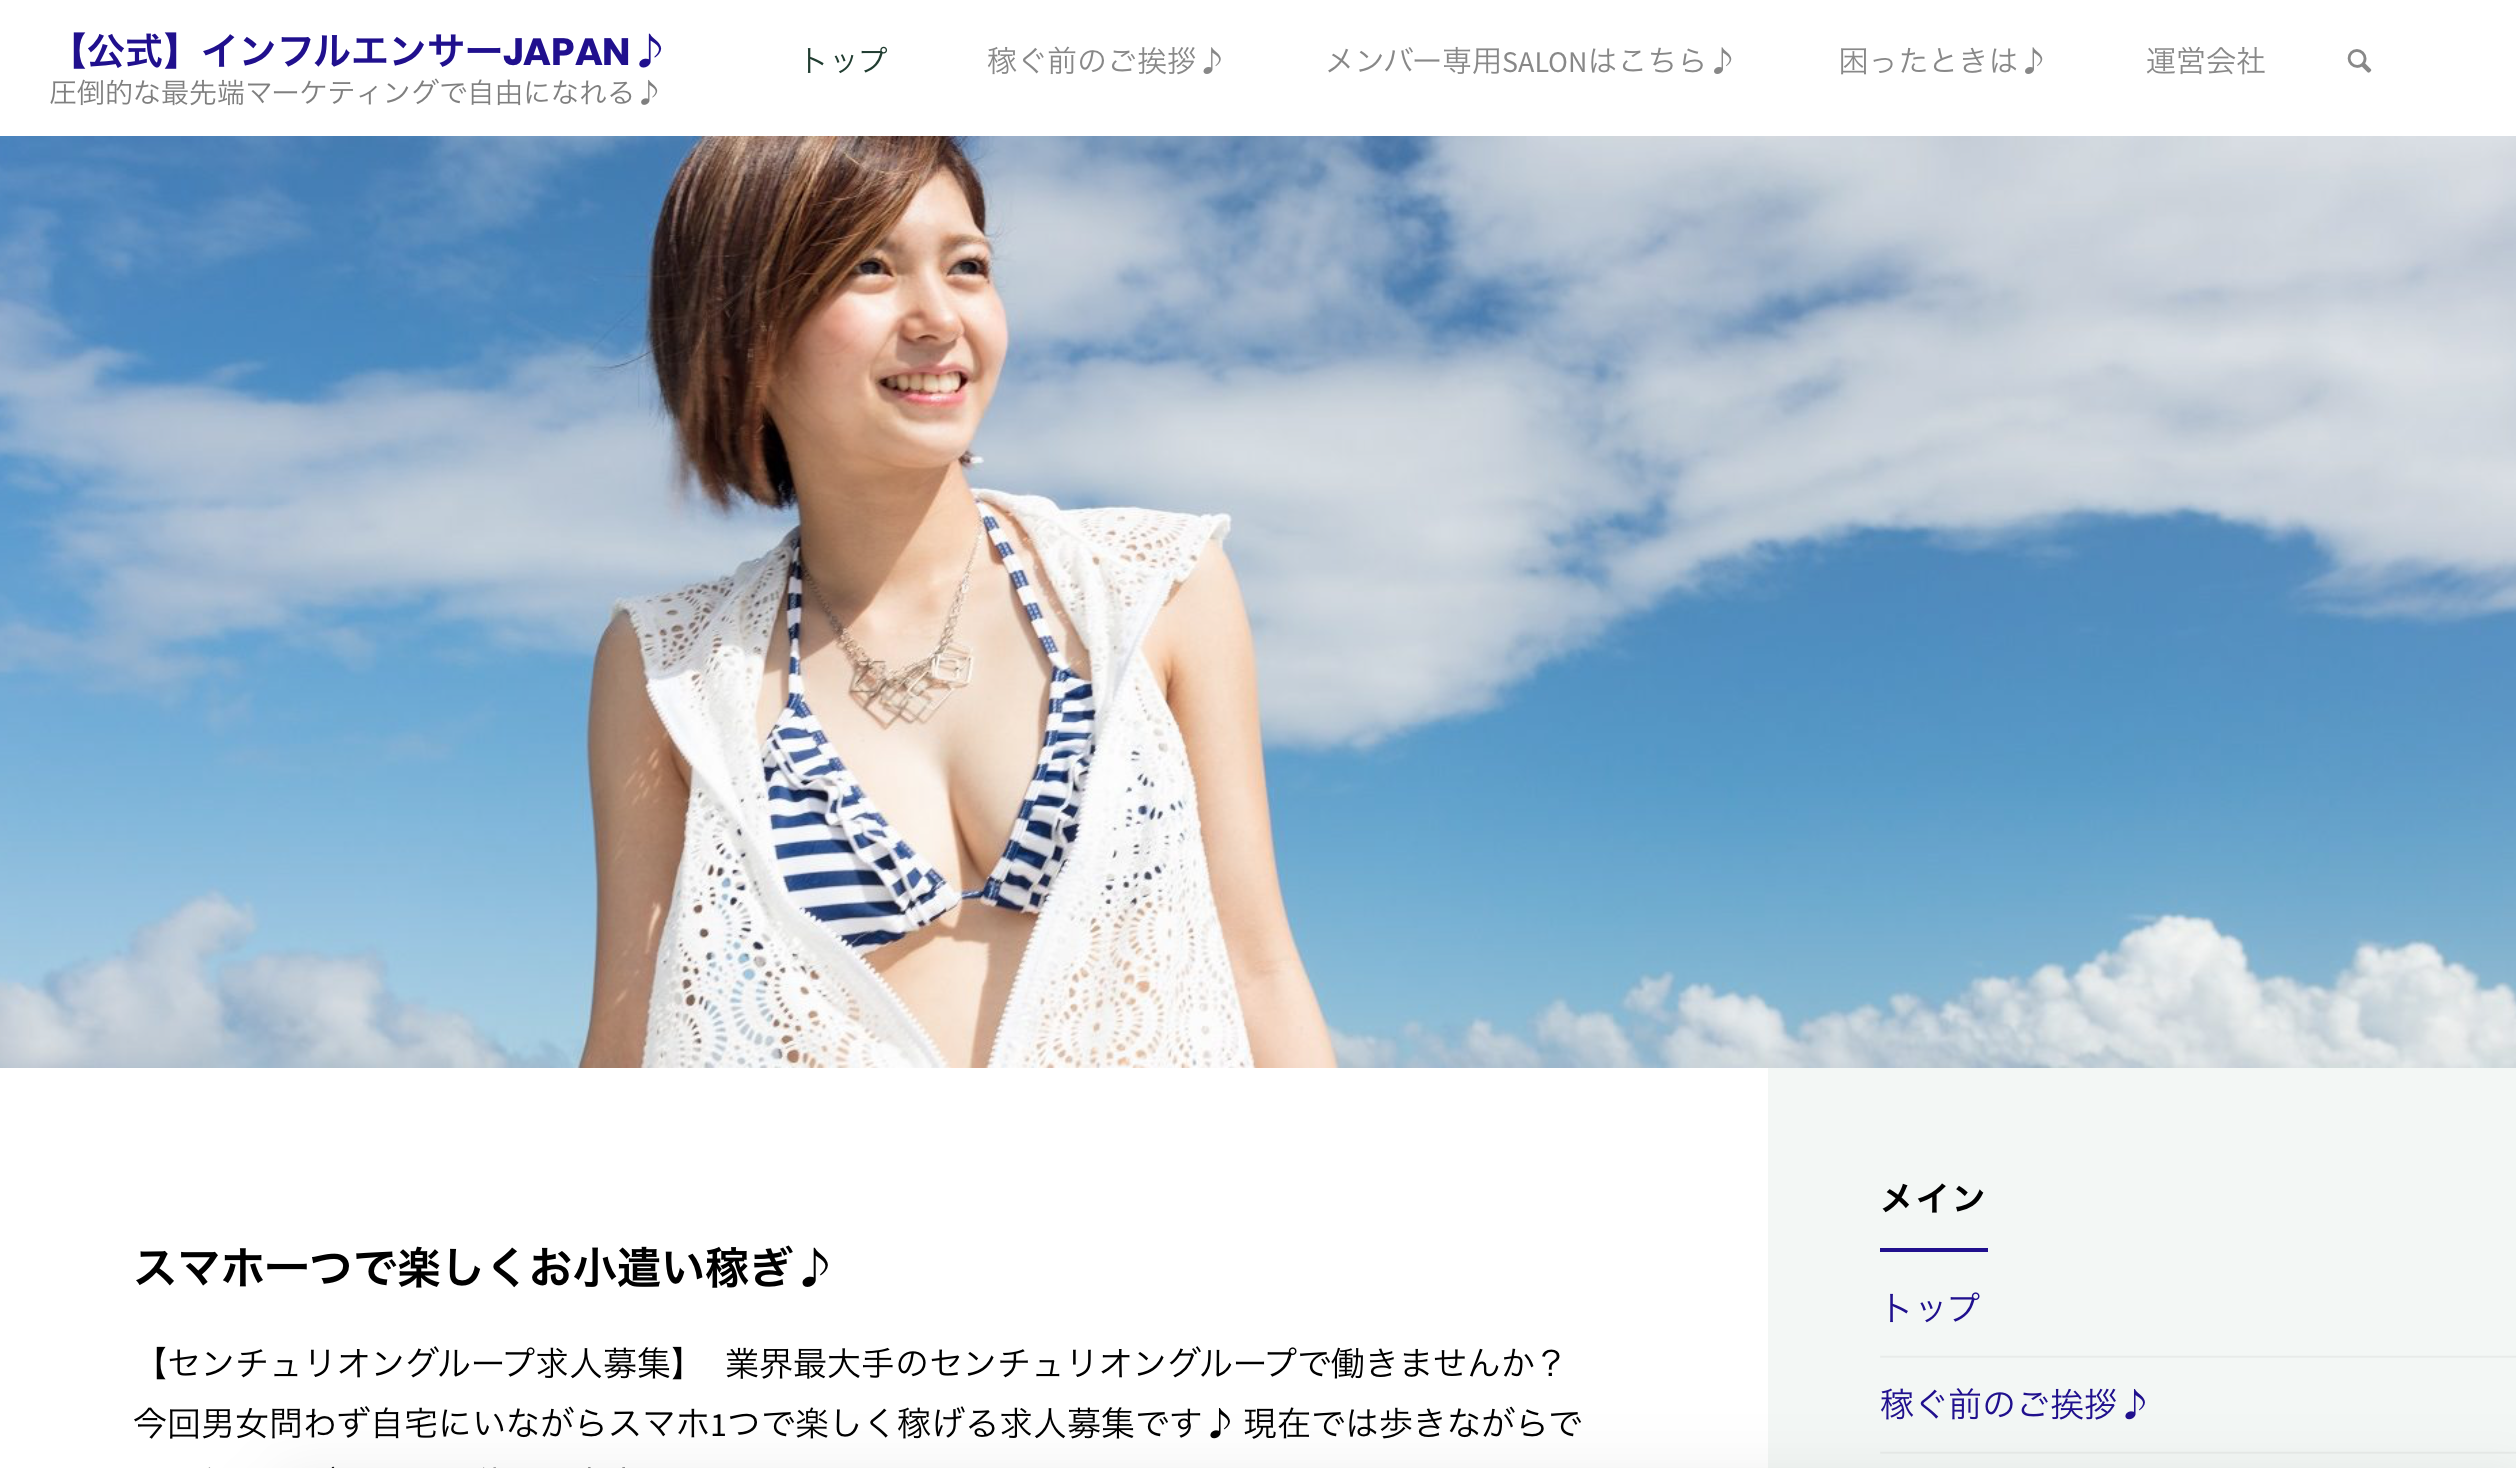 【公式】インフルエンサーJAPAN♪
圧倒的な最先端マーケティングで自由になれる♪
トップ
稼ぐ前のご挨拶♪
メンバー専用SALONはこちら♪
困ったときは♪
運営会社
スマホ一つで楽しくお小遣い稼ぎ♪
【センチュリオングループ求人募集】 業界最大手のセンチュリオングループで働きませんか？
今回男女問わず自宅にいながらスマホ1つで楽しく稼げる求人募集です♪ 現在では歩きながらで
メイン
トップ
稼ぐ前のご挨拶♪